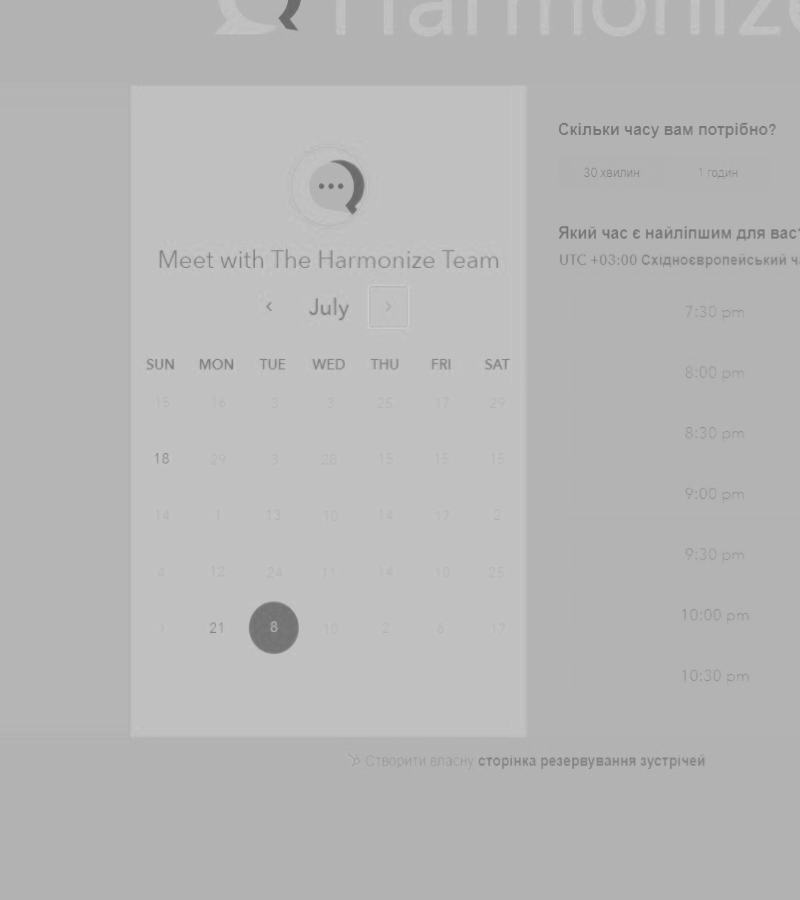 Harmonize
Meet with The Harmonize Team
July
SUN MON TUE WED THU FRI SAT
15 16 3 3 25 17 29
18 29 3 28 15 15 15
14 1 13 10 14 17 2
4 12 24 11 14 10 25
21 8 10 2 6 17
Скільки часу вам потрібно?
30 хвилин 1 годин
Який час є найліпшим для вас?
UTC +03:00 Східноєвропейський
7:30 pm
8:00 pm
8:30 pm
9:00 pm
9:30 pm
10:00 pm
10:30 pm
Створити власну сторінка резервування зустрічей